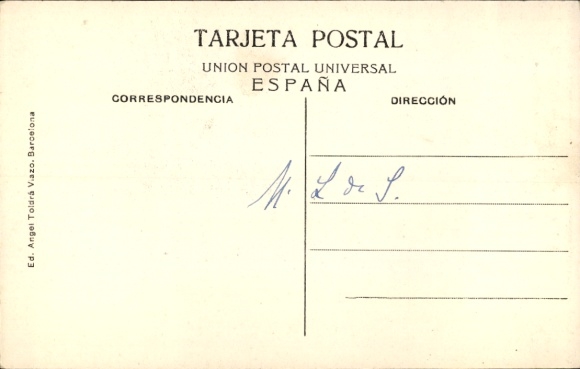 TARJETA POSTAL
UNION POSTAL UNIVERSAL
ESPAÑA
CORRESPONDENCIA
DIRECCIÓN
M. L de S.
Ed. Angel Toldrá Viazo. Barcelona